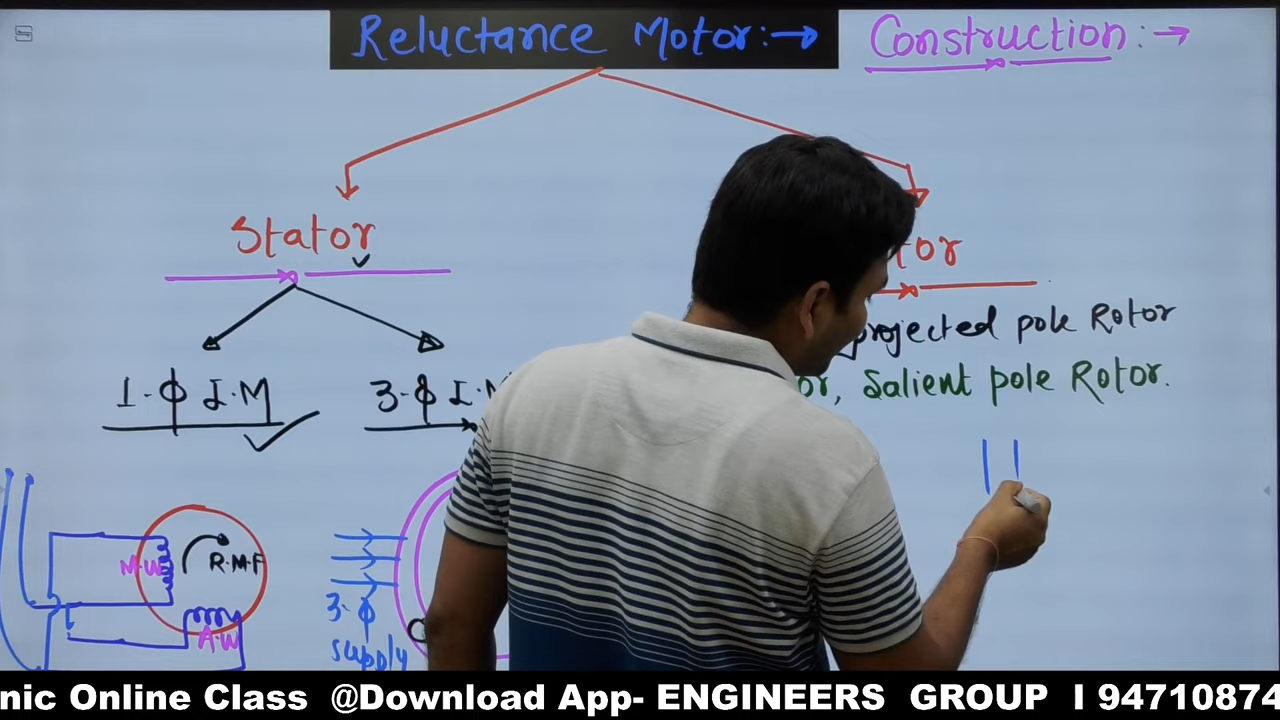 Reluctance Motor:→ Construction:→
Stator
tor
projected pole Rotor
or, Salient pole Rotor.
1-ϕ I.M 3-ϕ I.M
M.W R.M.F
A.W
3-ϕ
supply
nic Online Class @Download App- ENGINEERS GROUP I 94710874